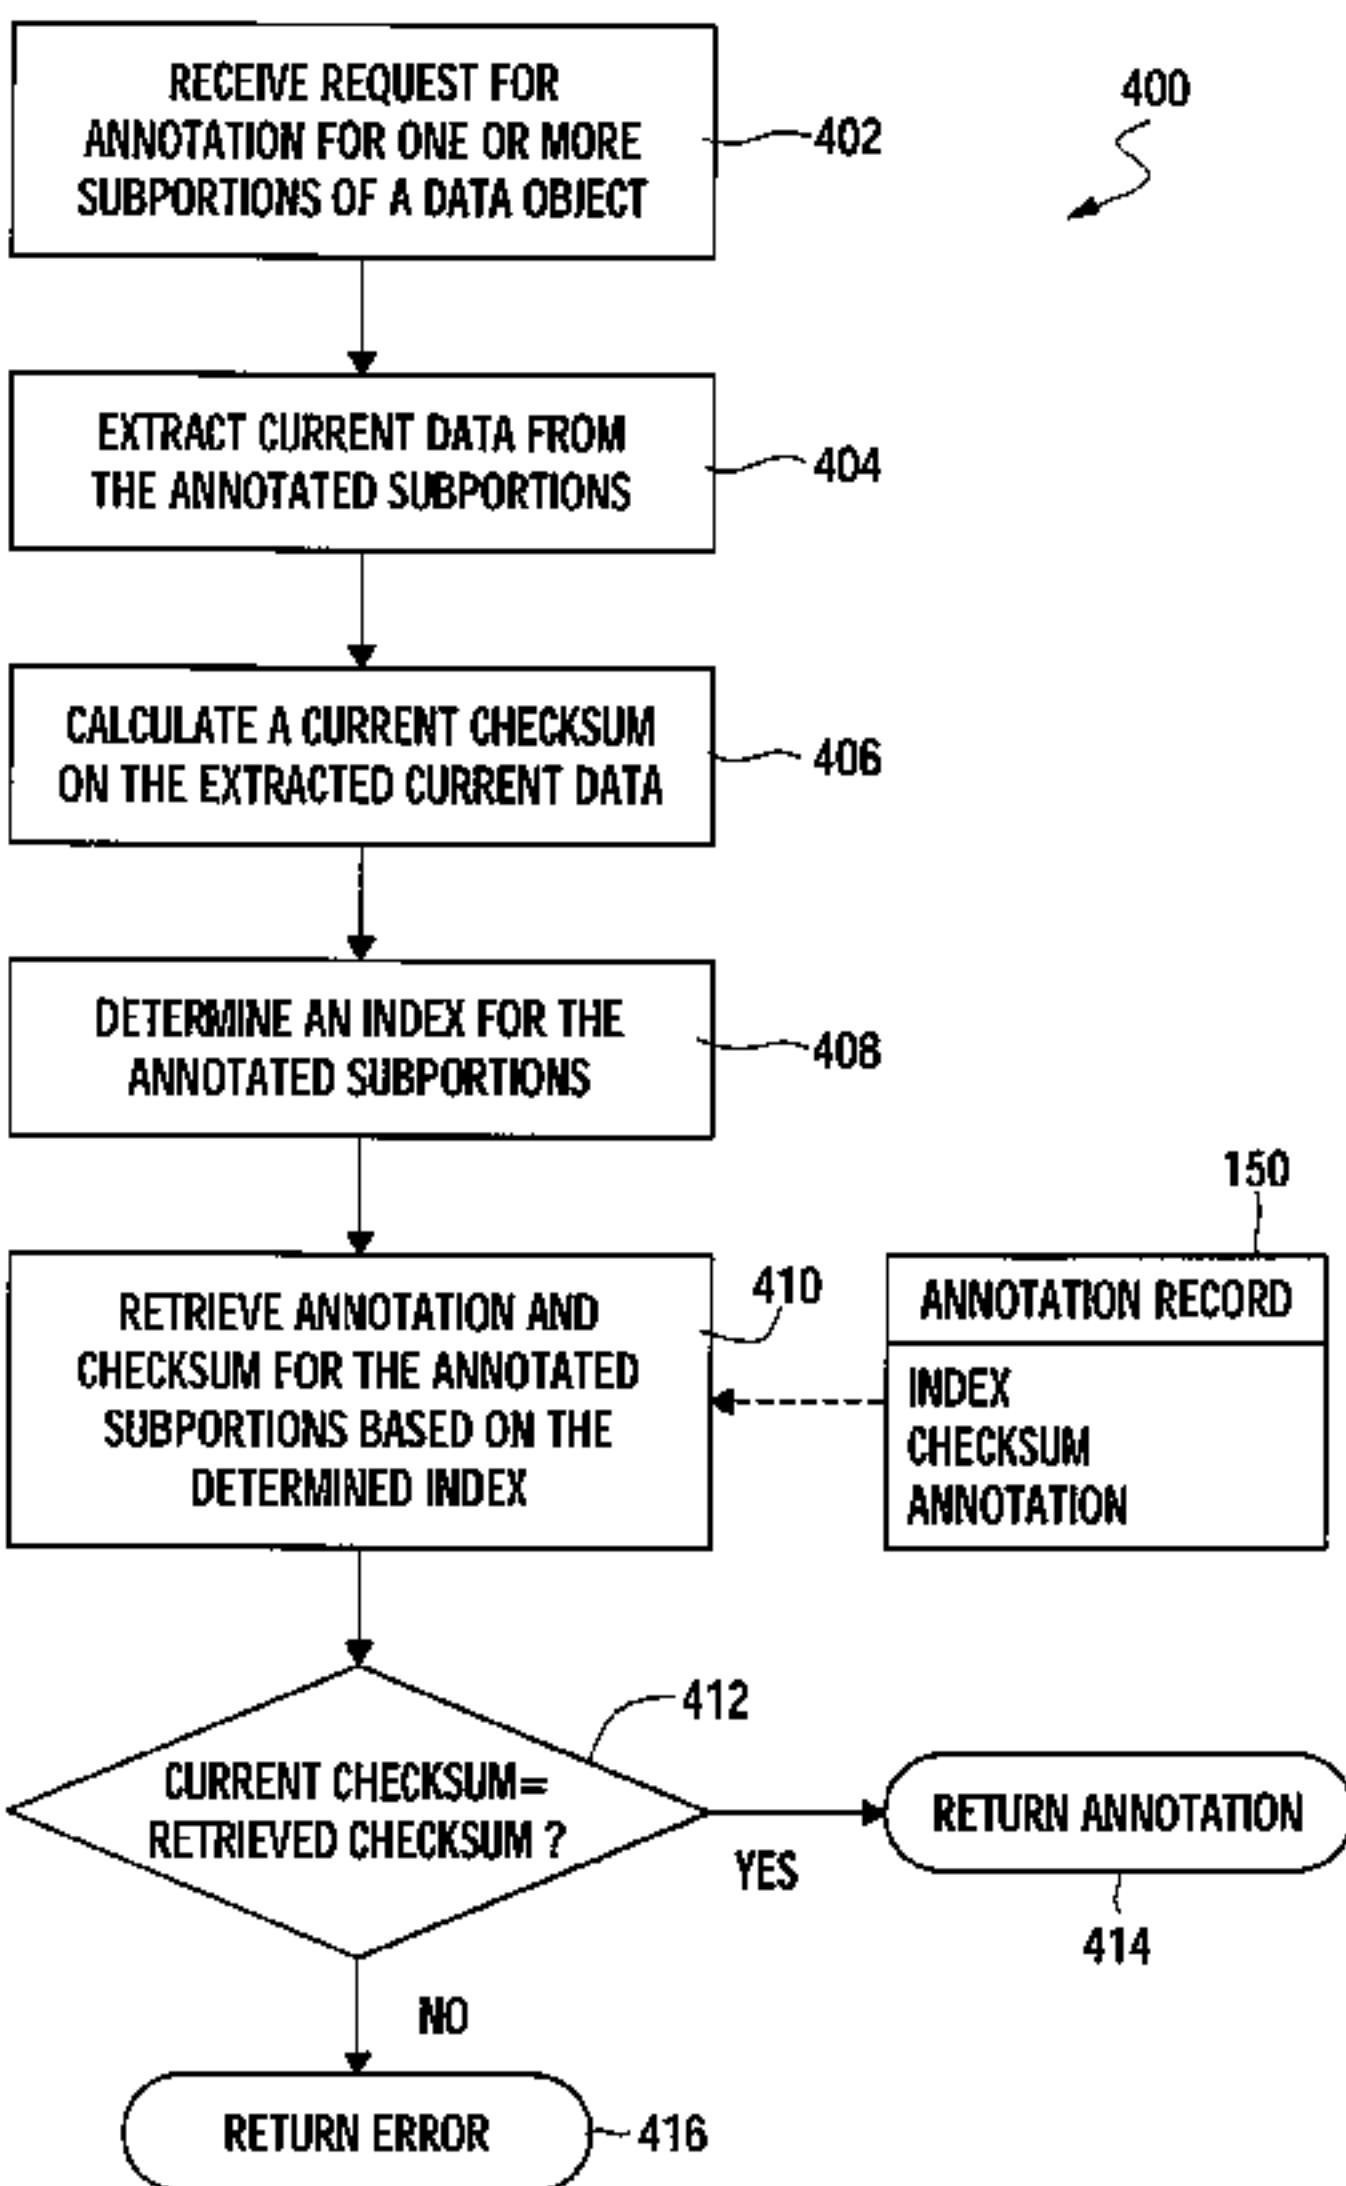 400
RECEIVE REQUEST FOR
ANNOTATION FOR ONE OR MORE
SUBPORTIONS OF A DATA OBJECT
402
EXTRACT CURRENT DATA FROM
THE ANNOTATED SUBPORTIONS
404
CALCULATE A CURRENT CHECKSUM
ON THE EXTRACTED CURRENT DATA
406
DETERMINE AN INDEX FOR THE
ANNOTATED SUBPORTIONS
408
RETRIEVE ANNOTATION AND
CHECKSUM FOR THE ANNOTATED
SUBPORTIONS BASED ON THE
DETERMINED INDEX
410
150
ANNOTATION RECORD
INDEX
CHECKSUM
ANNOTATION
CURRENT CHECKSUM=
RETRIEVED CHECKSUM ?
412
YES
RETURN ANNOTATION
414
NO
RETURN ERROR
416